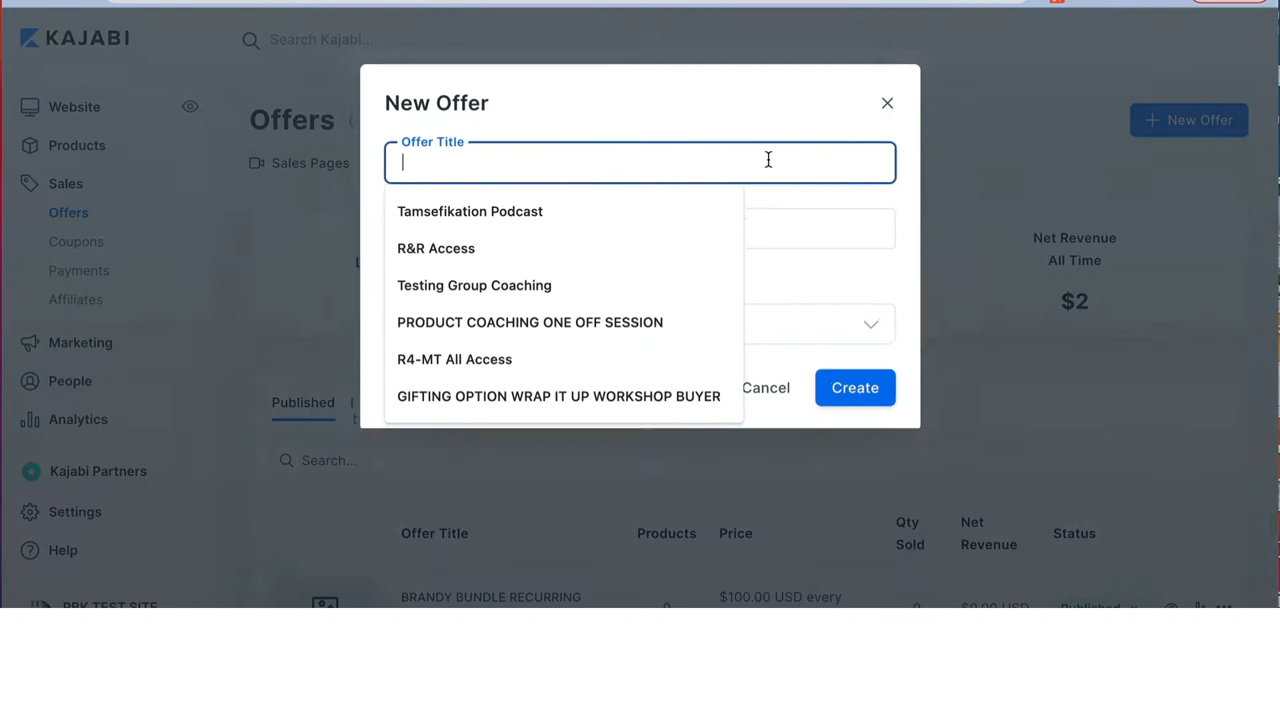 KAJABI
Search Kajabi...
Website
Products
Sales
Offers
Coupons
Payments
Affiliates
Marketing
People
Analytics
Kajabi Partners
Settings
Help
PBK TEST SITE
Offers
Sales Pages
New Offer
New Offer
Offer Title
Tamsefikation Podcast
R&R Access
Testing Group Coaching
PRODUCT COACHING ONE OFF SESSION
R4-MT All Access
GIFTING OPTION WRAP IT UP WORKSHOP BUYER
Cancel
Create
Net Revenue
All Time
$2
Published
Search...
Offer Title
Products
Price
Qty
Sold
Net
Revenue
Status
BRANDY BUNDLE RECURRING
0
$100.00 USD every
0
$0.00 USD
Published